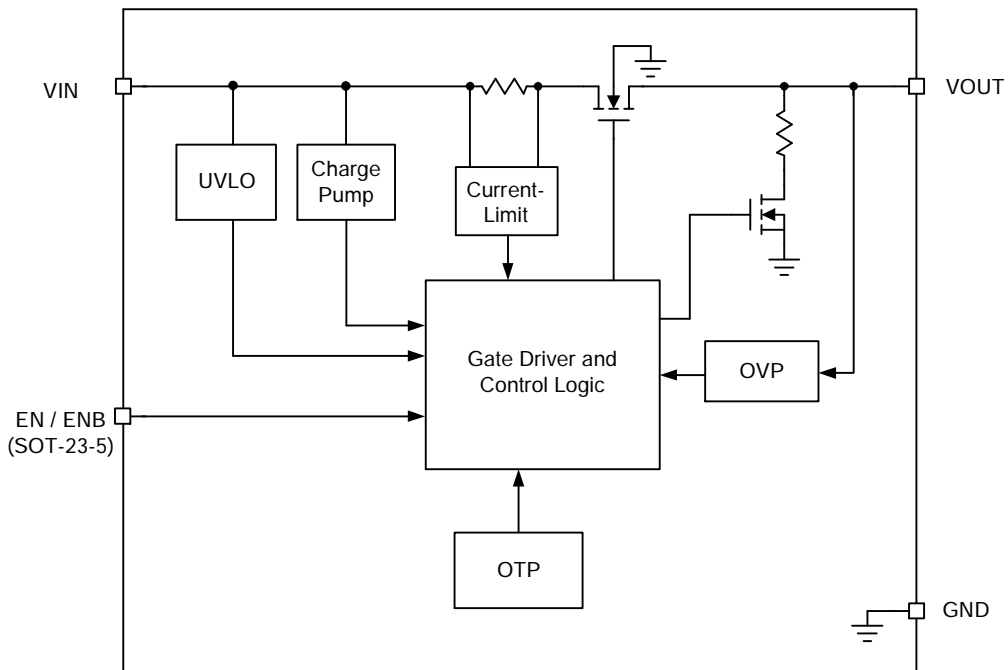 VIN
VOUT
UVLO
Charge
Pump
Current-
Limit
Gate Driver and
Control Logic
OVP
EN / ENB
(SOT-23-5)
OTP
GND